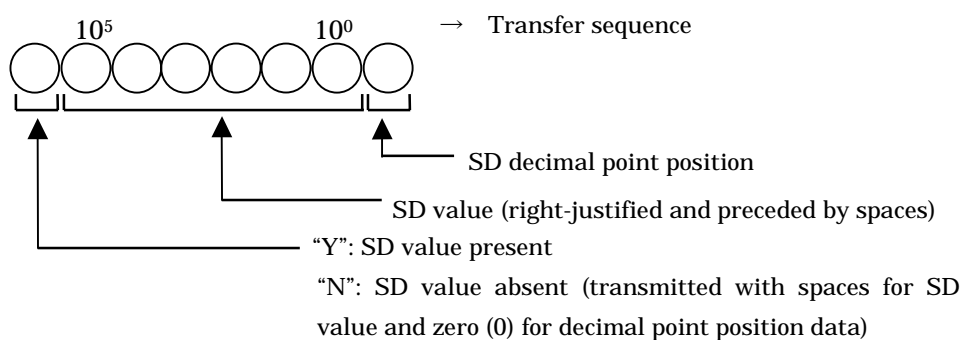 10⁵ 10⁰ → Transfer sequence
SD decimal point position
SD value (right-justified and preceded by spaces)
“Y”: SD value present
“N”: SD value absent (transmitted with spaces for SD
value and zero (0) for decimal point position data)